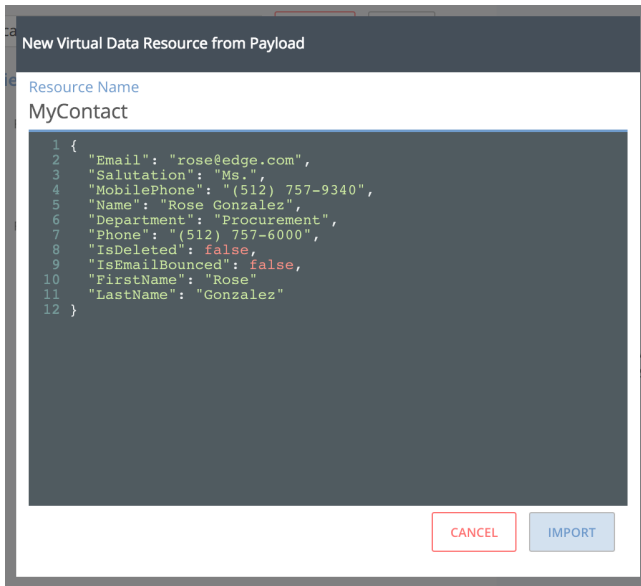 New Virtual Data Resource from Payload
Resource Name
MyContact
1 {
2 "Email": "rose@edge.com",
3 "Salutation": "Ms.",
4 "MobilePhone": "(512) 757-9340",
5 "Name": "Rose Gonzalez",
6 "Department": "Procurement",
7 "Phone": "(512) 757-6000",
8 "IsDeleted": false,
9 "IsEmailBounced": false,
10 "FirstName": "Rose"
11 "LastName": "Gonzalez"
12 }
CANCEL IMPORT